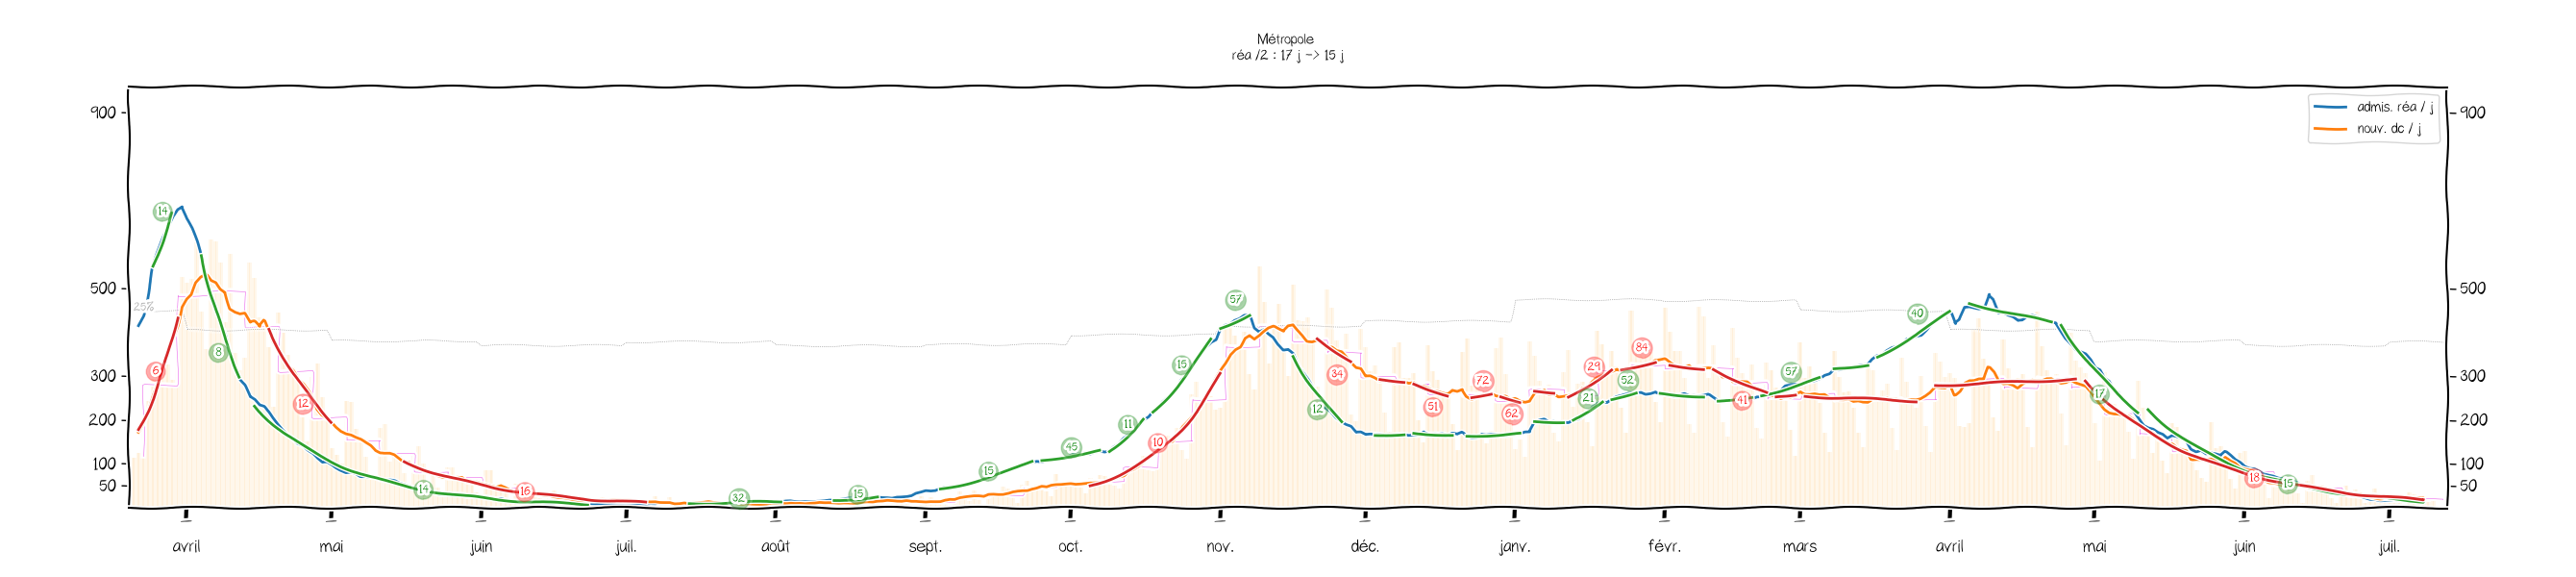 Métropole
réa /2 : 17 j -> 15 j
900
500
300
200
100
50
25%
admis. réa / j
nouv. dc / j
900
500
300
200
100
50
14
6
8
12
14
16
32
15
15
45
11
10
15
57
12
34
51
72
62
21
29
52
84
41
57
40
17
18
15
avril
mai
juin
juil.
août
sept.
oct.
nov.
déc.
janv.
févr.
mars
avril
mai
juin
juil.